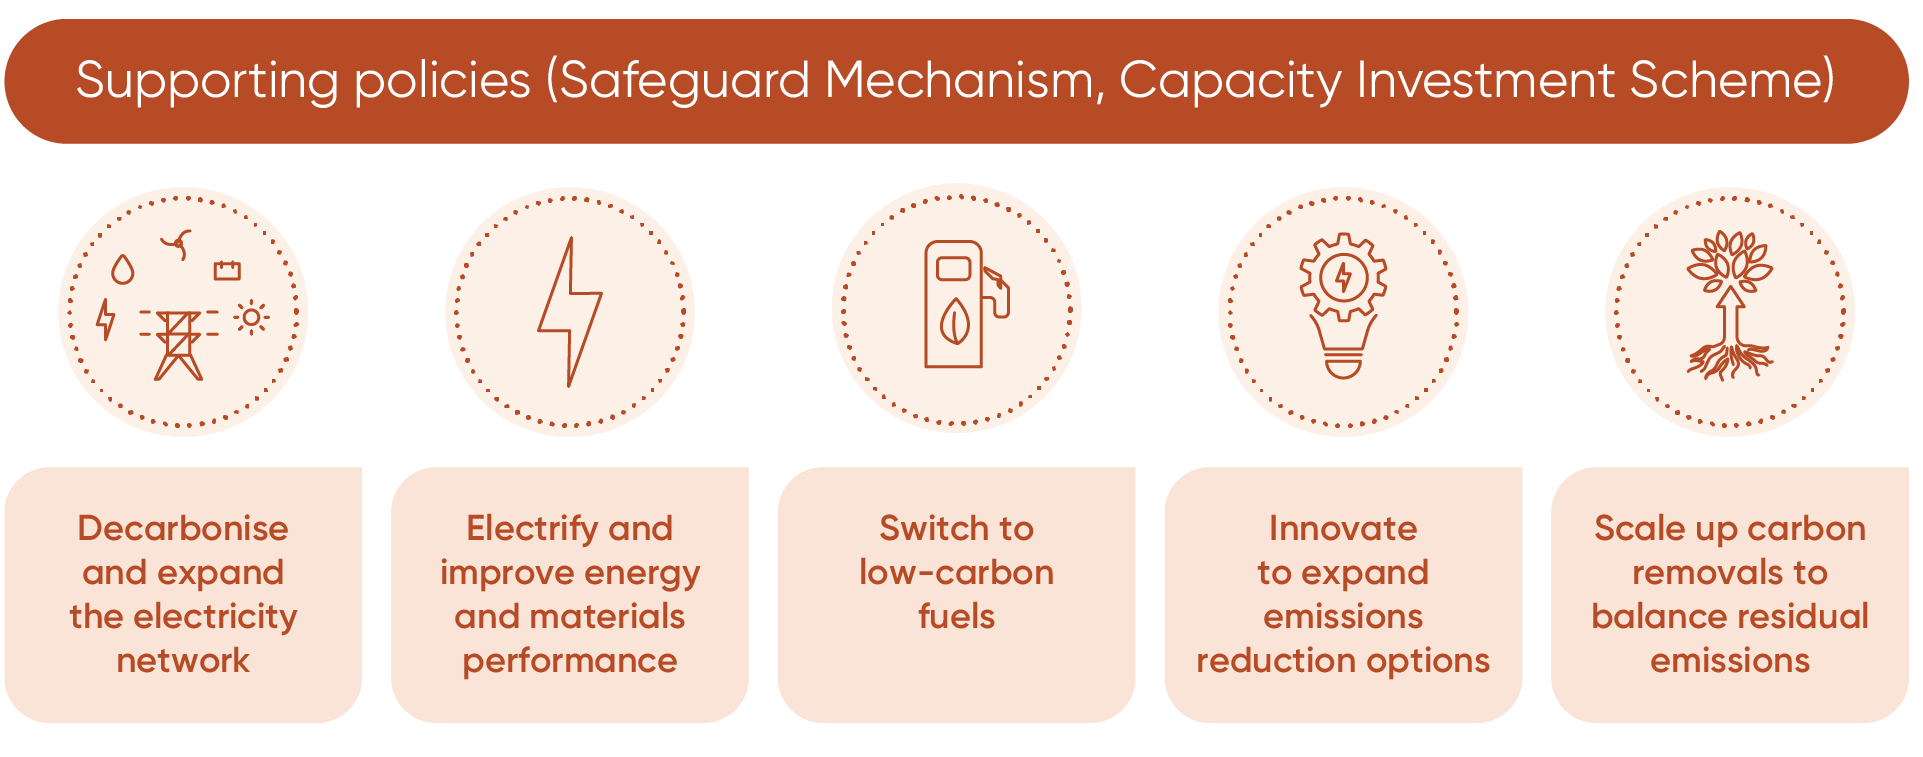 Supporting policies (Safeguard Mechanism, Capacity Investment Scheme)
Decarbonise
and expand
the electricity
network
Electrify and
improve energy
and materials
performance
Switch to
low-carbon
fuels
Innovate
to expand
emissions
reduction options
Scale up carbon
removals to
balance residual
emissions